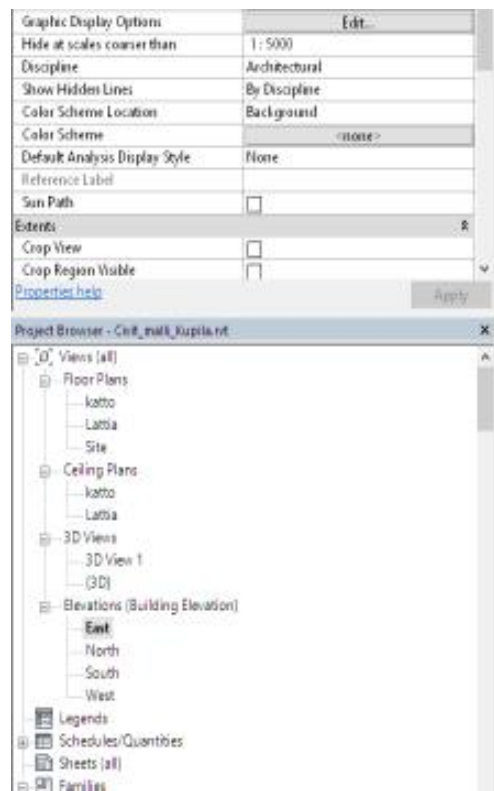 Graphic Display Options Edit...
Hide at scales coarser than 1 : 5000
Discipline Architectural
Show Hidden Lines By Discipline
Color Scheme Location Background
Color Scheme <none>
Default Analysis Display Style None
Reference Label
Sun Path
Extents
Crop View
Crop Region Visible
Properties help Apply
Project Browser -
Views (all)
Floor Plans
katto
Lattia
Site
Ceiling Plans
katto
Lattia
3D Views
3D View 1
{3D}
Elevations (Building Elevation)
East
North
South
West
Legends
Schedules/Quantities
Sheets (all)
Families